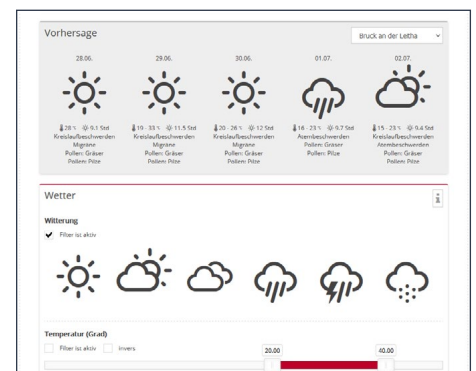 Vorhersage
Bruck an der Leitha
28.06. 29.06. 30.06. 01.07. 02.07.
9.1 Std 19 - 33 11.5 Std 20 - 26 12 Std 16 - 23 9.7 Std 15 - 23 9.4 Std
Kreislaufbeschwerden Kreislaufbeschwerden Kreislaufbeschwerden Atembeschwerden Kreislaufbeschwerden
Migräne Migräne Migräne Pollen: Gräser Atembeschwerden
Pollen: Gräser Pollen: Gräser Pollen: Gräser Pollen: Pilze Pollen: Gräser
Pollen: Pilze Pollen: Pilze Pollen: Pilze Pollen: Pilze
Wetter
i
Witterung
Filter ist aktiv
Temperatur (Grad)
Filter ist aktiv Invers
20.00 40.00